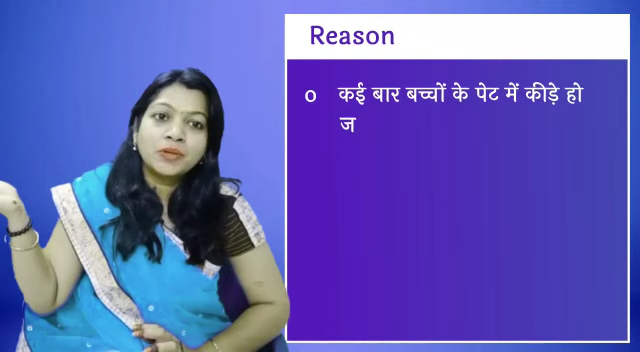 Reason
o कई बार बच्चों के पेट में कीड़े हो
ज